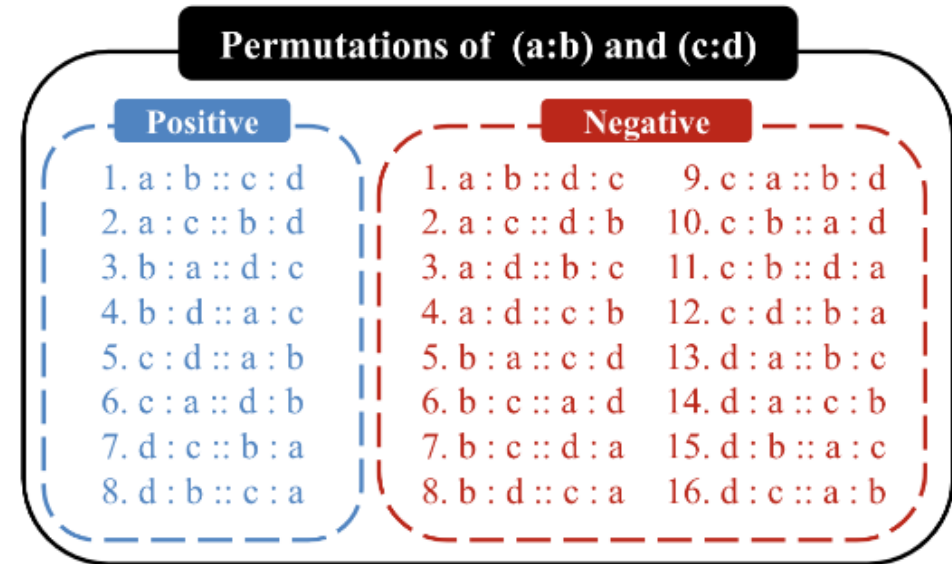 Permutations of (a:b) and (c:d)
Positive
1. a : b :: c : d
2. a : c :: b : d
3. b : a :: d : c
4. b : d :: a : c
5. c : d :: a : b
6. c : a :: d : b
7. d : c :: b : a
8. d : b :: c : a
Negative
1. a : b :: d : c
2. a : c :: d : b
3. a : d :: b : c
4. a : d :: c : b
5. b : a :: c : d
6. b : c :: a : d
7. b : c :: d : a
8. b : d :: c : a
9. c : a :: b : d
10. c : b :: a : d
11. c : b :: d : a
12. c : d :: b : a
13. d : a :: b : c
14. d : a :: c : b
15. d : b :: a : c
16. d : c :: a : b